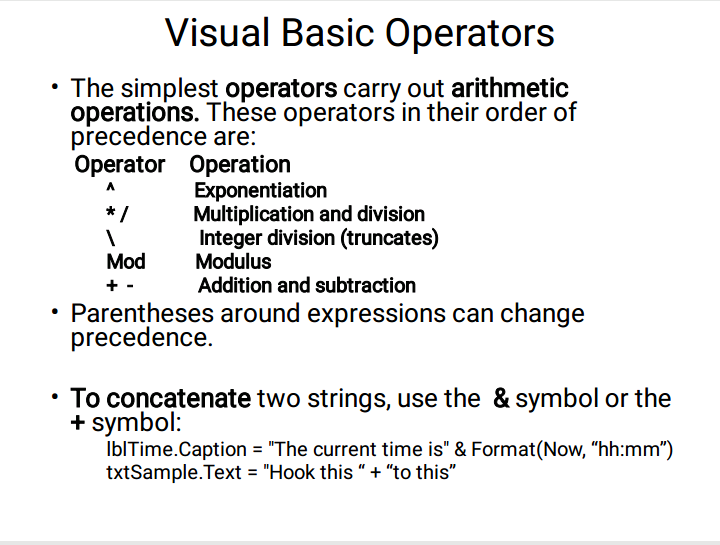 Visual Basic Operators
• The simplest operators carry out arithmetic
operations. These operators in their order of
precedence are:
Operator Operation
^ Exponentiation
* / Multiplication and division
\ Integer division (truncates)
Mod Modulus
+ - Addition and subtraction
• Parentheses around expressions can change
precedence.
• To concatenate two strings, use the & symbol or the
+ symbol:
lblTime.Caption = "The current time is" & Format(Now, “hh:mm”)
txtSample.Text = "Hook this “ + “to this”